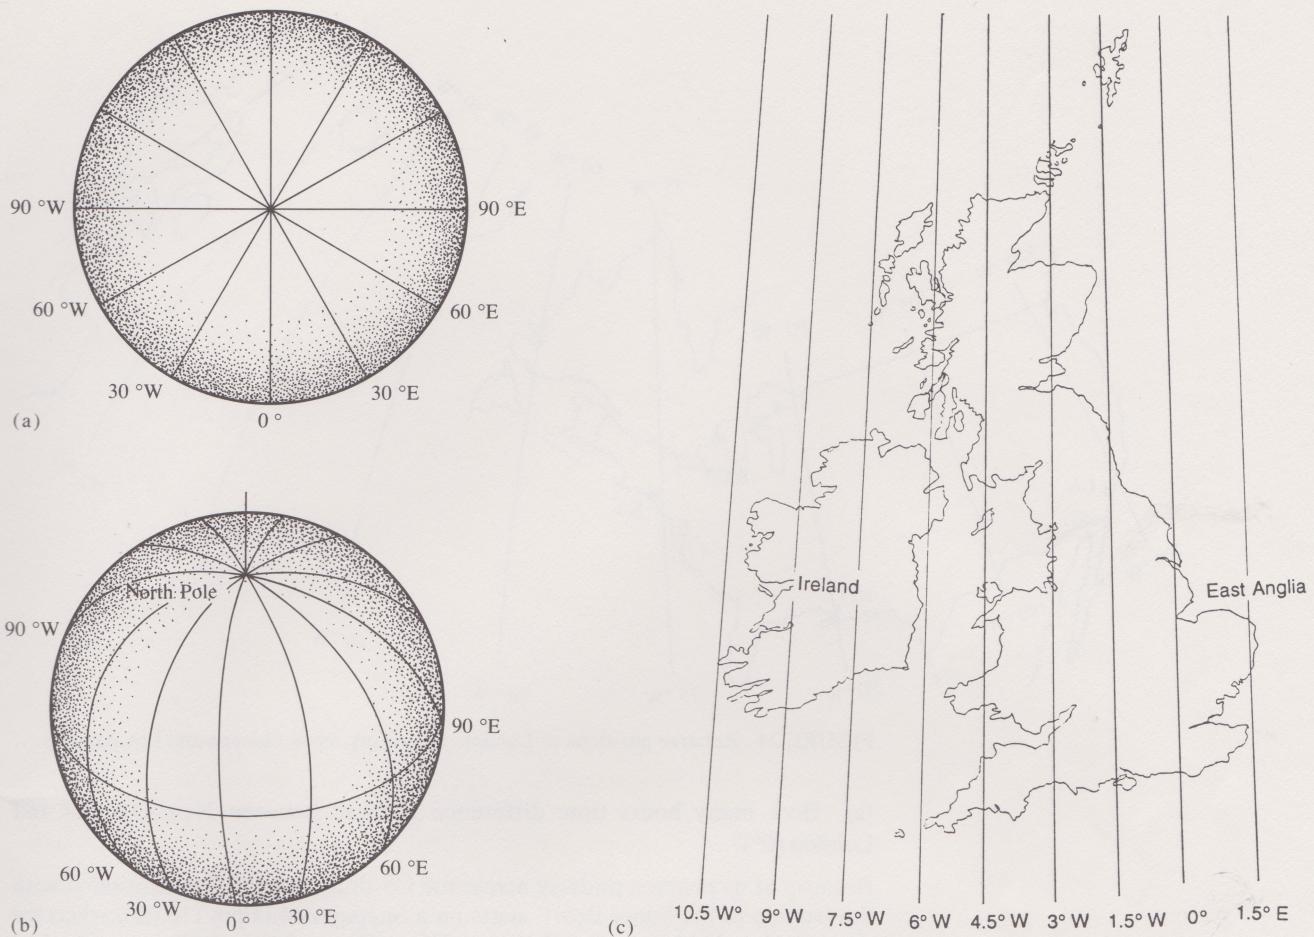 90 °W
90 °E
60 °W
60 °E
30 °W
30 °E
0 °
(a)
North Pole
90 °W
90 °E
60 °W
60 °E
30 °W
30 °E
0°
(b)
Ireland
East Anglia
10.5 W°
9° W
7.5° W
6° W
4.5° W
3° W
1.5° W
0°
1.5° E
(c)